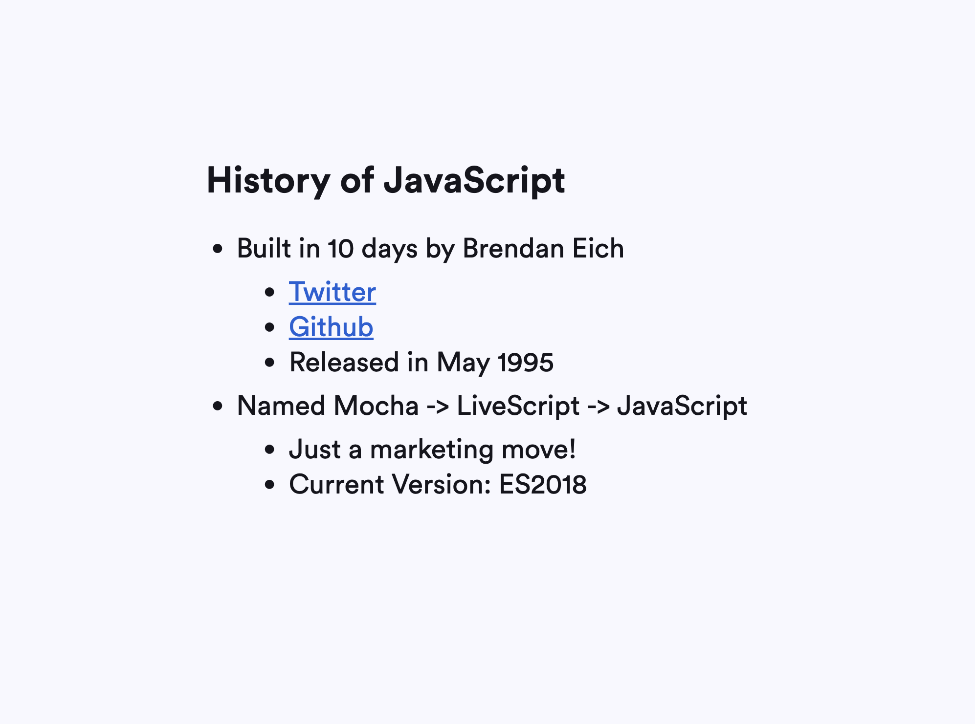 History of JavaScript
Built in 10 days by Brendan Eich
Twitter
Github
Released in May 1995
Named Mocha -> LiveScript -> JavaScript
Just a marketing move!
Current Version: ES2018